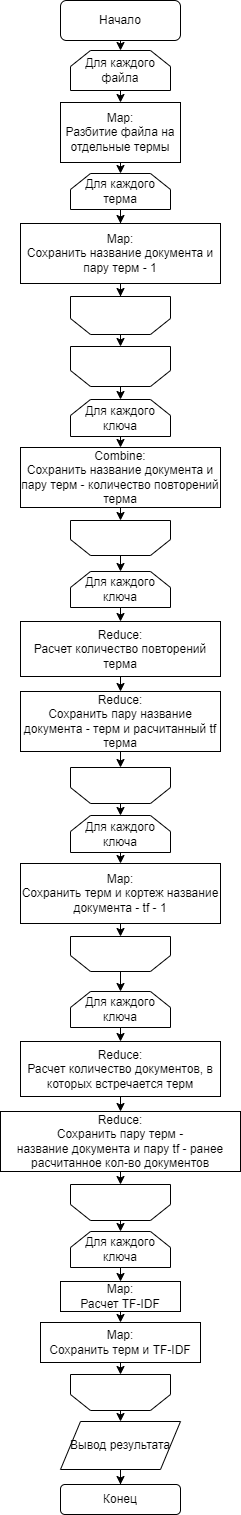 Начало
Для каждого
файла
Map:
Разбитие файла на
отдельные термы
Для каждого
терма
Map:
Сохранить название документа и
пару терм - 1
Для каждого
ключа
Combine:
Сохранить название документа и
пару терм - количество повторений
терма
Для каждого
ключа
Reduce:
Расчет количество повторений
терма
Reduce:
Сохранить пару название
документа - терм и расчитанный tf
терма
Для каждого
ключа
Map:
Сохранить терм и кортеж название
документа - tf - 1
Для каждого
ключа
Reduce:
Расчет количество документов, в
которых встречается терм
Reduce:
Сохранить пару терм -
название документа и пару tf - ранее
расчитанное кол-во документов
Для каждого
ключа
Map:
Расчет TF-IDF
Map:
Сохранить терм и TF-IDF
Вывод результата
Конец